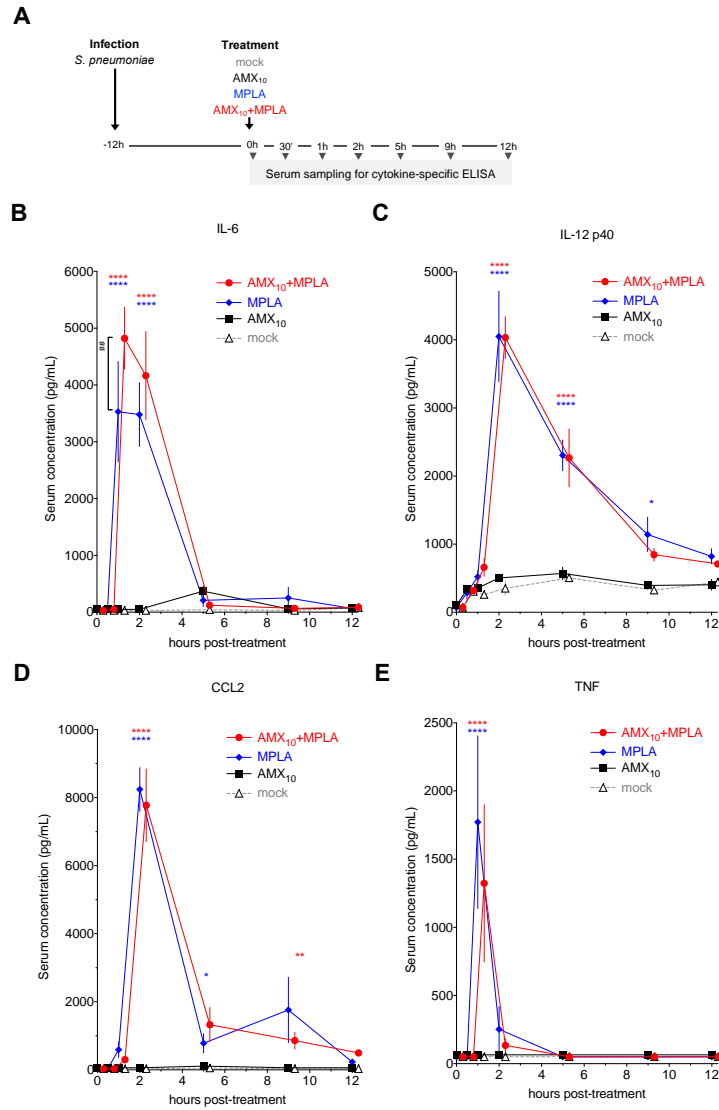 A
Infection
S. pneumoniae
Treatment
mock
AMX10
MPLA
AMX10+MPLA
-12h 0h 30' 1h 2h 5h 9h 12h
Serum sampling for cytokine-specific ELISA
B
IL-6
Serum concentration (pg/mL)
6000
5000
4000
3000
2000
1000
0
****
****
****
****
##
AMX10+MPLA
MPLA
AMX10
mock
0 2 4 6 8 10 12
hours post-treatment
C
IL-12 p40
Serum concentration (pg/mL)
5000
4000
3000
2000
1000
0
****
****
****
****
*
AMX10+MPLA
MPLA
AMX10
mock
0 2 4 6 8 10 12
hours post-treatment
D
CCL2
Serum concentration (pg/mL)
10000
8000
6000
4000
2000
0
****
****
*
**
AMX10+MPLA
MPLA
AMX10
mock
0 2 4 6 8 10 12
hours post-treatment
E
TNF
Serum concentration (pg/mL)
2500
2000
1500
1000
500
0
****
****
AMX10+MPLA
MPLA
AMX10
mock
0 2 4 6 8 10 12
hours post-treatment